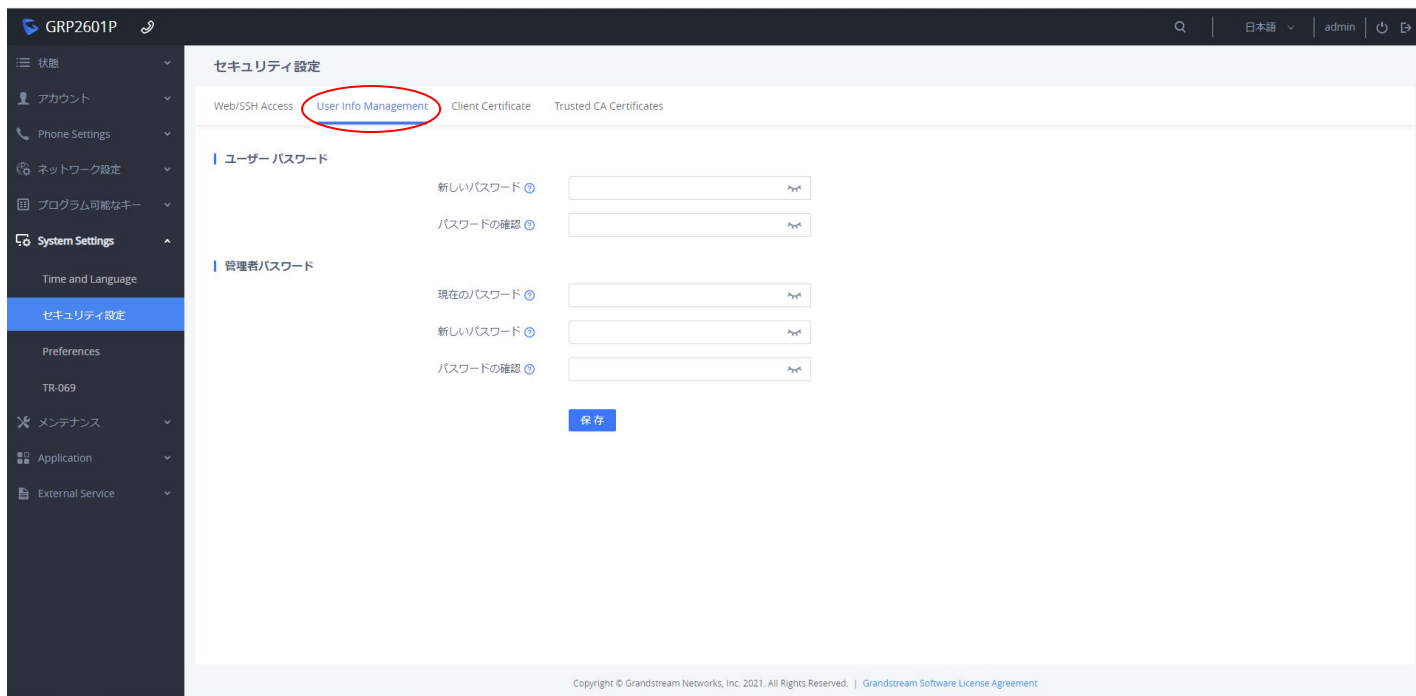 GRP2601P
日本語
admin
状態
アカウント
Phone Settings
ネットワーク設定
プログラム可能なキー
System Settings
Time and Language
セキュリティ設定
Preferences
TR-069
メンテナンス
Application
External Service
セキュリティ設定
Web/SSH Access User Info Management Client Certificate Trusted CA Certificates
ユーザー パスワード
新しいパスワード
パスワードの確認
管理者パスワード
現在のパスワード
新しいパスワード
パスワードの確認
保存
Copyright © Grandstream Networks, Inc. 2021. All Rights Reserved. | Grandstream Software License Agreement